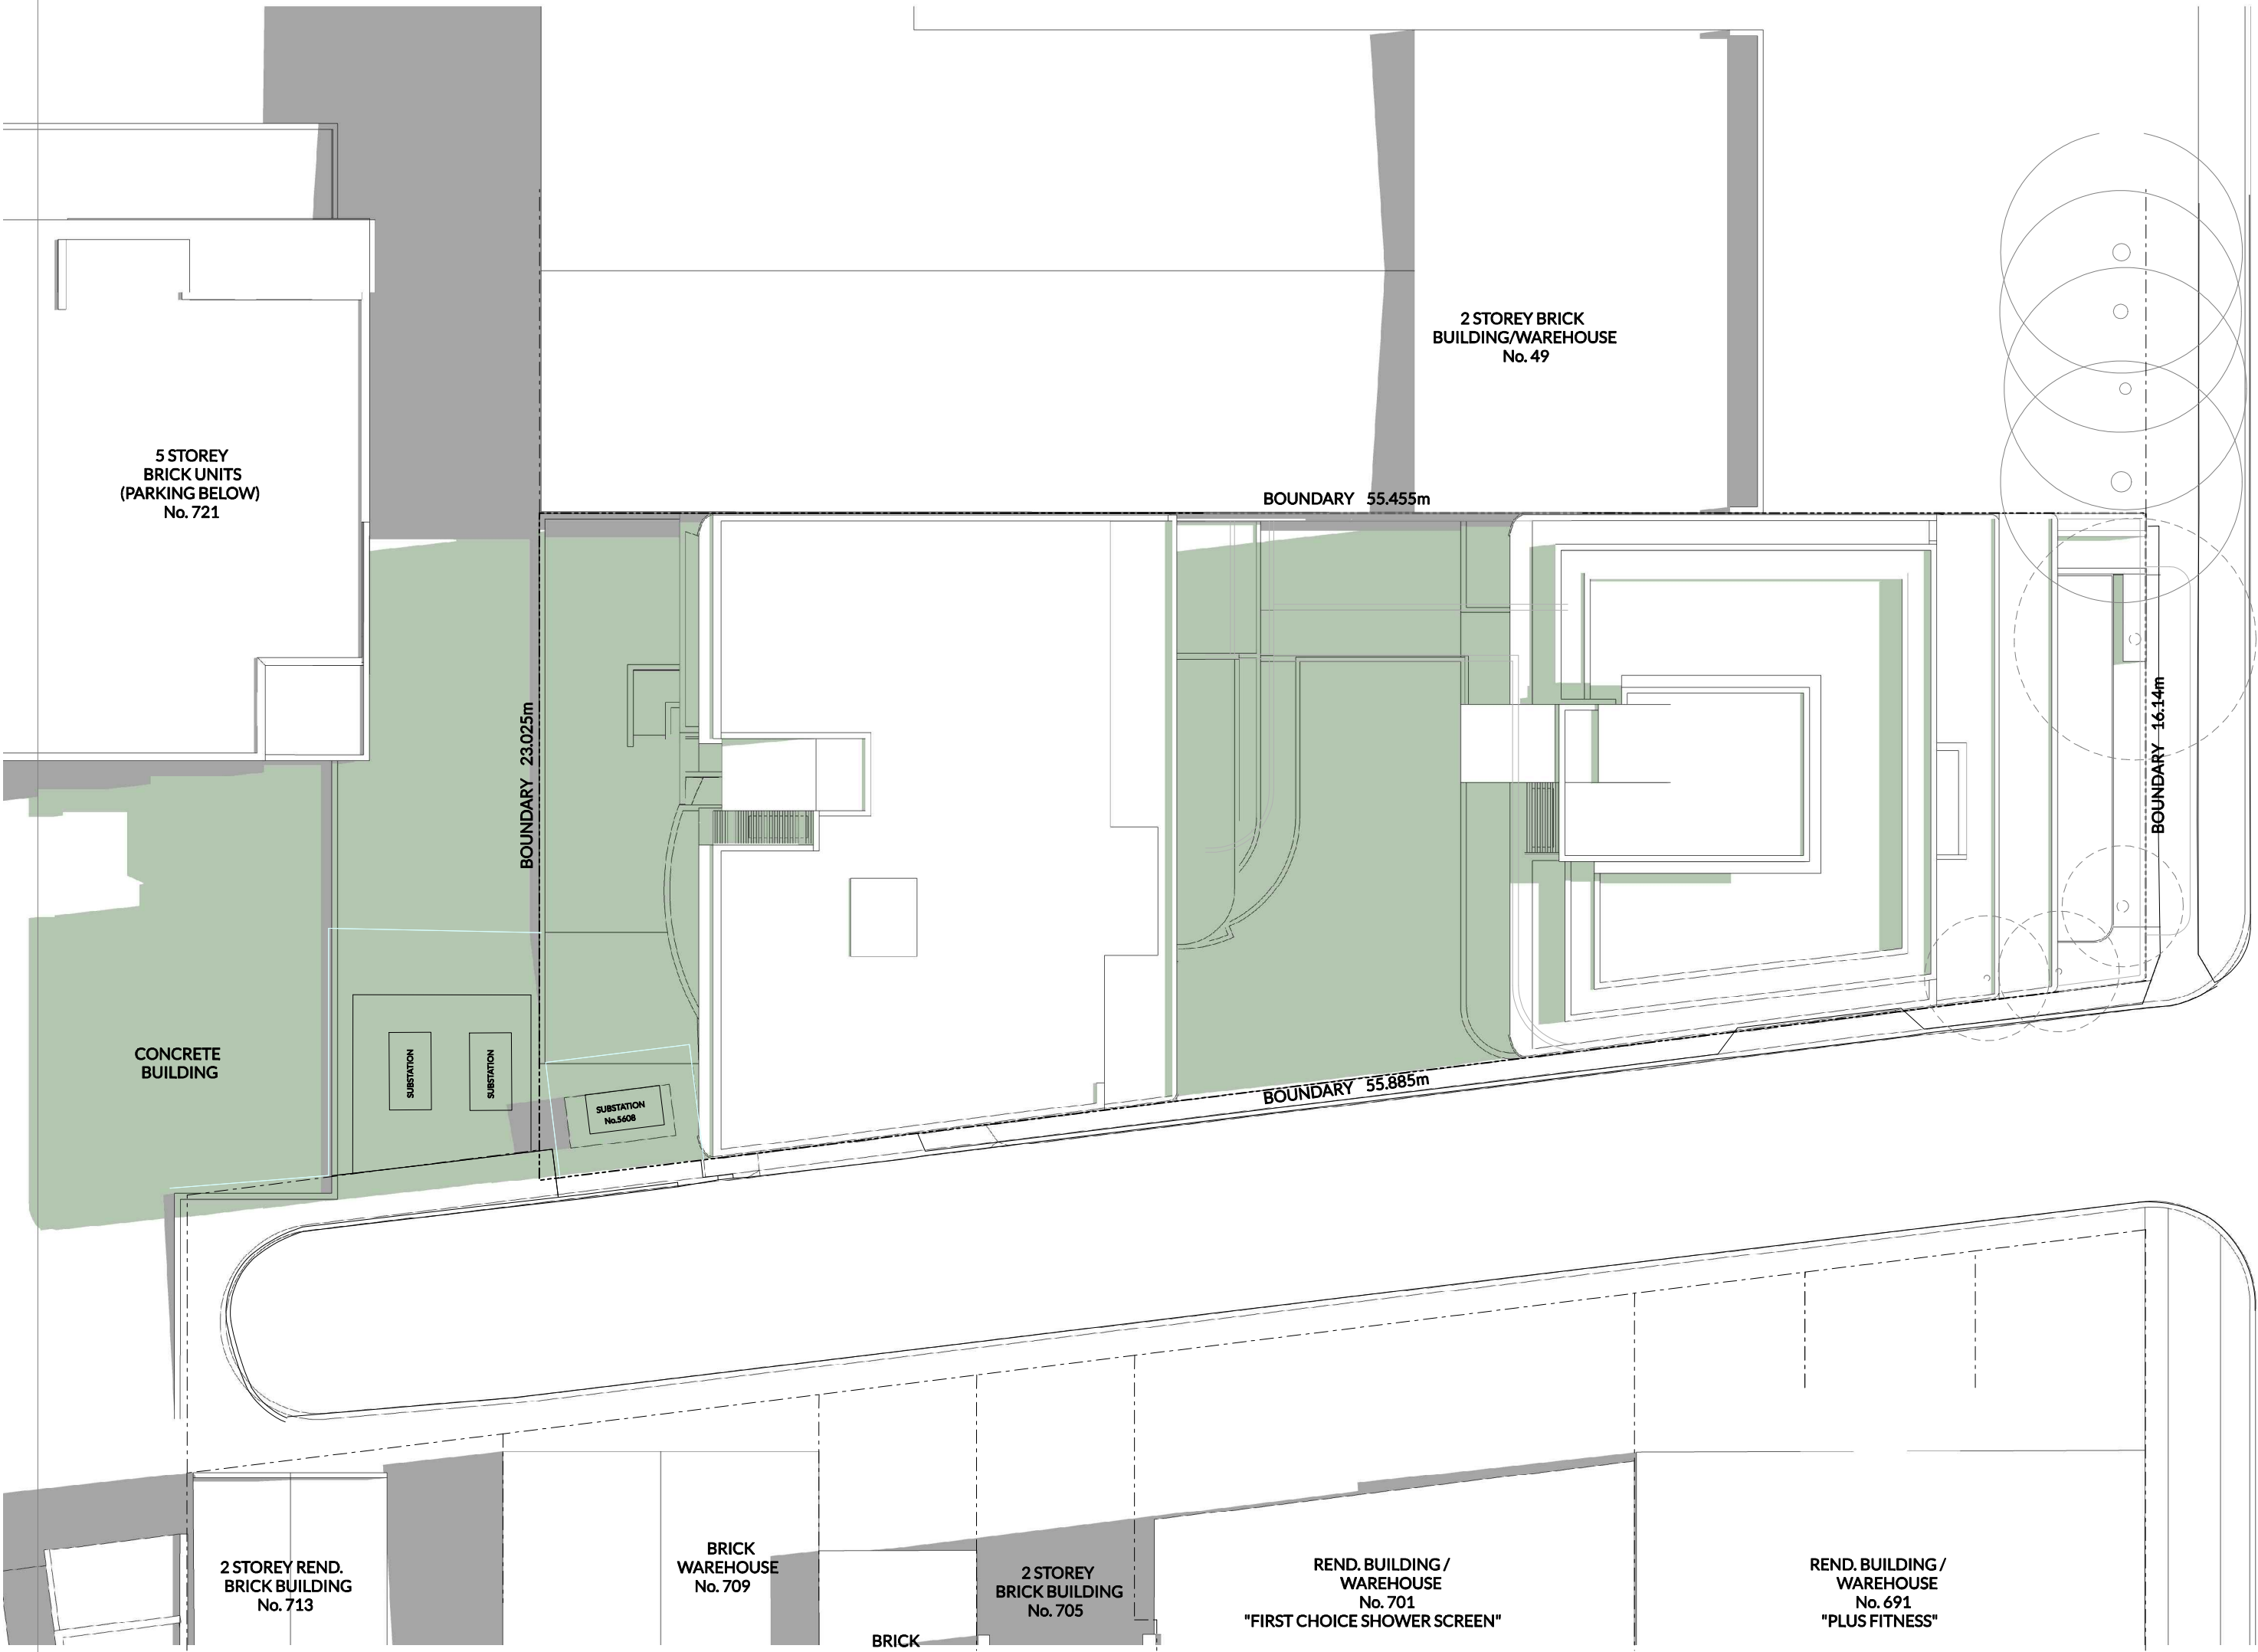 2 STOREY BRICK
BUILDING/WAREHOUSE
No. 49
5 STOREY
BRICK UNITS
(PARKING BELOW)
No. 721
BOUNDARY 55.455m
BOUNDARY 23.025m
BOUNDARY 16.14m
CONCRETE
BUILDING
SUBSTATION
SUBSTATION
SUBSTATION
No.5608
BOUNDARY 55.885m
2 STOREY REND.
BRICK BUILDING
No. 713
BRICK
WAREHOUSE
No. 709
BRICK
2 STOREY
BRICK BUILDING
No. 705
REND. BUILDING /
WAREHOUSE
No. 701
"FIRST CHOICE SHOWER SCREEN"
REND. BUILDING /
WAREHOUSE
No. 691
"PLUS FITNESS"